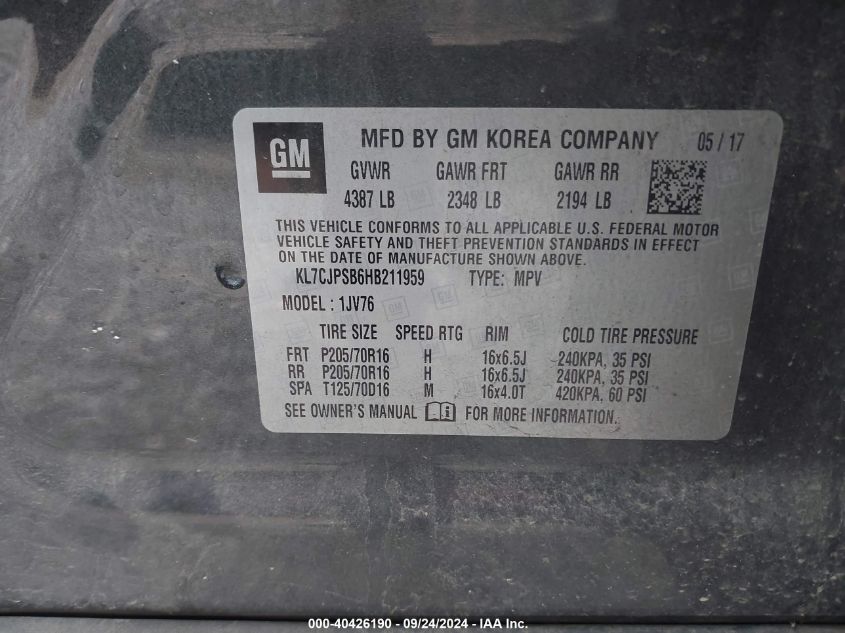 GM
MFD BY GM KOREA COMPANY 05 / 17
GVWR GAWR FRT GAWR RR
4387 LB 2348 LB 2194 LB
THIS VEHICLE CONFORMS TO ALL APPLICABLE U.S. FEDERAL MOTOR
VEHICLE SAFETY AND THEFT PREVENTION STANDARDS IN EFFECT
ON THE DATE OF MANUFACTURE SHOWN ABOVE.
KL7CJPSB6HB211959 TYPE: MPV
MODEL : 1JV76
TIRE SIZE SPEED RTG RIM COLD TIRE PRESSURE
FRT P205/70R16 H 16x6.5J 240KPA, 35 PSI
RR P205/70R16 H 16x6.5J 240KPA, 35 PSI
SPA T125/70D16 M 16x4.0T 420KPA, 60 PSI
SEE OWNER'S MANUAL FOR MORE INFORMATION.
000-40426190 - 09/24/2024 - IAA Inc.